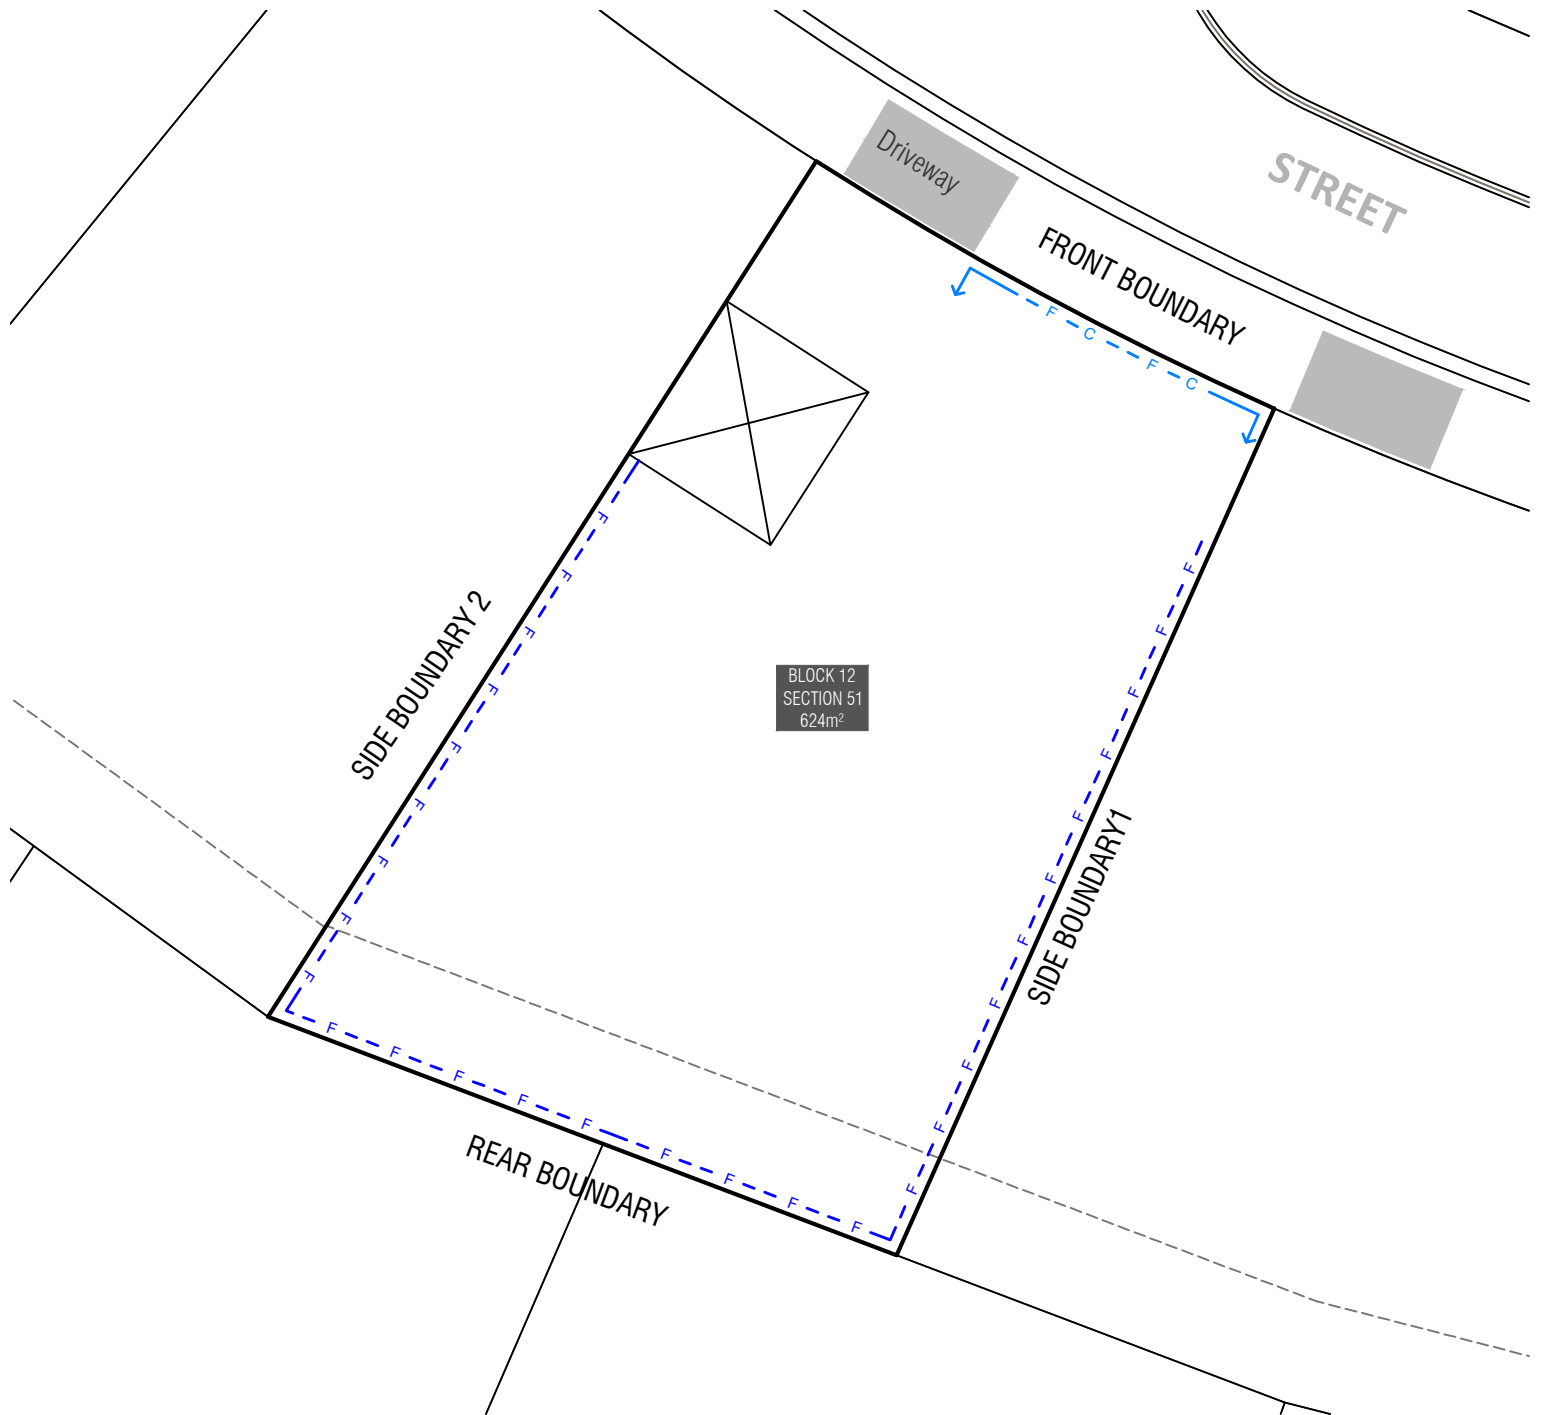 STREET
Driveway
FRONT BOUNDARY
F C F C
SIDE BOUNDARY 2
F F F F F F F F F
BLOCK 12
SECTION 51
624m²
SIDE BOUNDARY1
F F F F F F F F F F F
F F F F F F F F F
REAR BOUNDARY